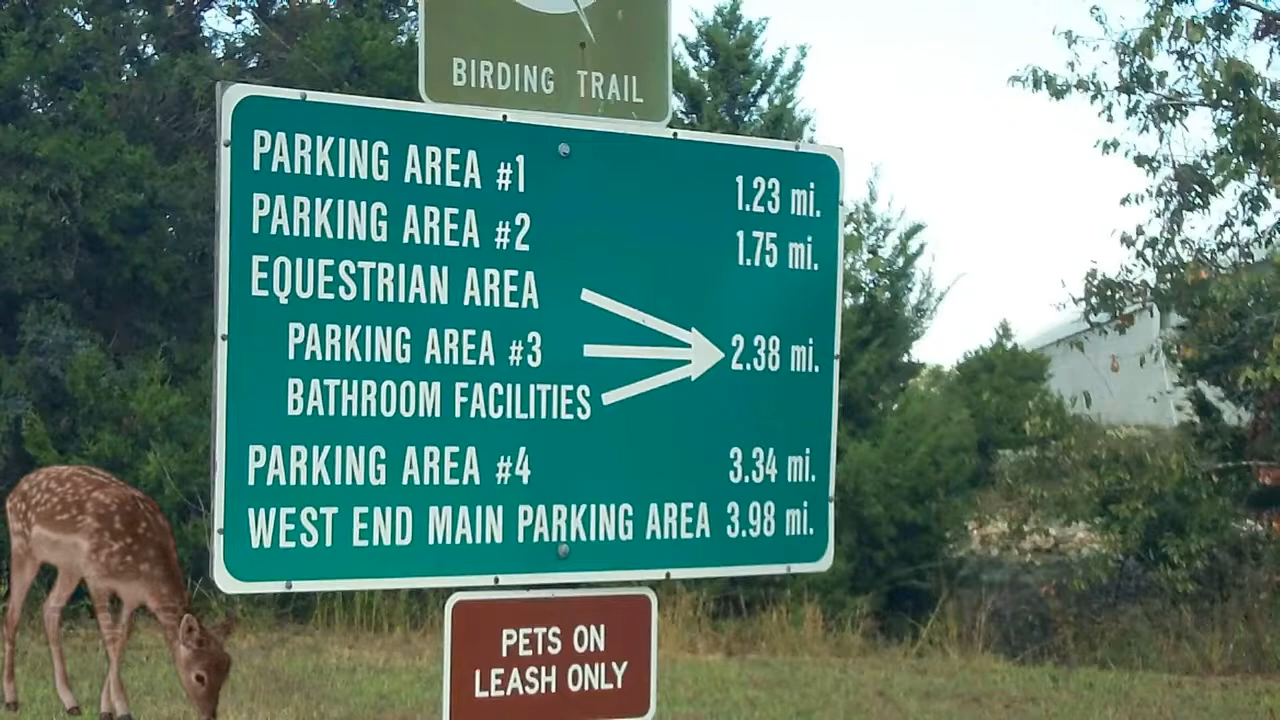 BIRDING TRAIL
PARKING AREA #1 1.23 mi.
PARKING AREA #2 1.75 mi.
EQUESTRIAN AREA
PARKING AREA #3 2.38 mi.
BATHROOM FACILITIES
PARKING AREA #4 3.34 mi.
WEST END MAIN PARKING AREA 3.98 mi.
PETS ON
LEASH ONLY